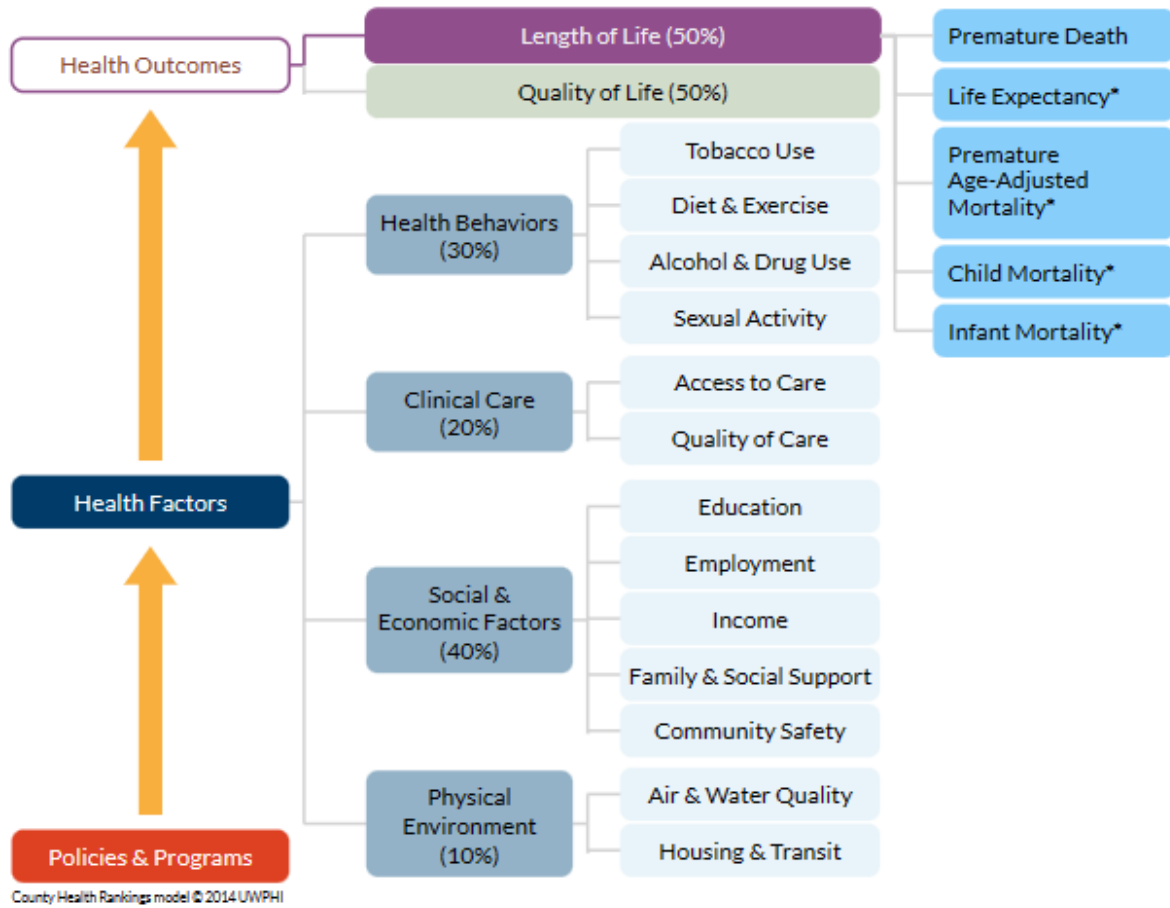 Health Outcomes
Length of Life (50%)
Quality of Life (50%)
Premature Death
Life Expectancy*
Premature
Age-Adjusted
Mortality*
Child Mortality*
Infant Mortality*
Health Factors
Health Behaviors
(30%)
Tobacco Use
Diet & Exercise
Alcohol & Drug Use
Sexual Activity
Clinical Care
(20%)
Access to Care
Quality of Care
Social &
Economic Factors
(40%)
Education
Employment
Income
Family & Social Support
Community Safety
Physical
Environment
(10%)
Air & Water Quality
Housing & Transit
Policies & Programs
County Health Rankings model © 2014 UWPHI